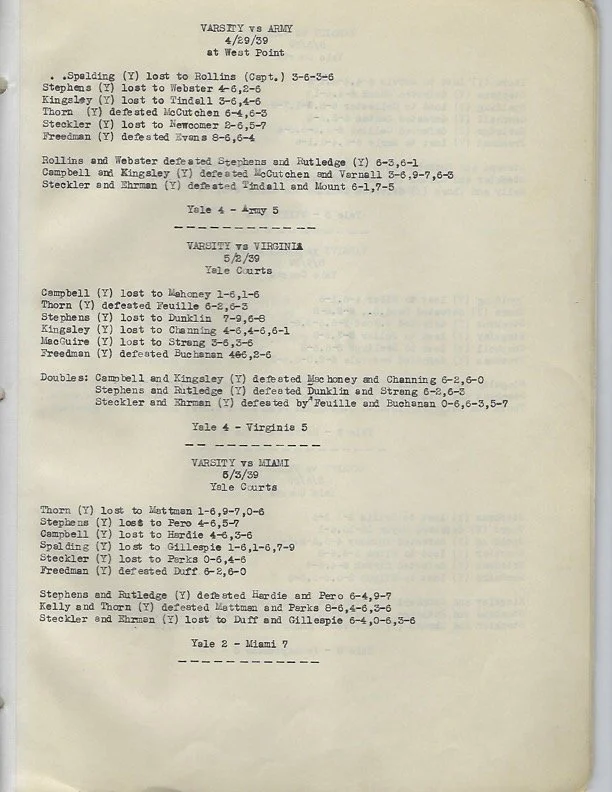 VARSITY vs ARMY
4/29/39
at West Point
. .Spalding (Y) lost to Rollins (Capt.) 3-6-3-6
Stephens (Y) lost to Webster 4-6,2-6
Kingsley (Y) lost to Tindall 3-6,4-6
Thorn (Y) defeated McCutchen 6-4,6-3
Steckler (Y) lost to Newcomer 2-6,5-7
Freedman (Y) defeated Evans 8-6,6-4
Rollins and Webster defeated Stephens and Rutledge (Y) 6-3,6-1
Campbell and Kingsley (Y) defeated McCutchen and Yarnall 3-6,9-7,6-3
Steckler and Ehrman (Y) defeated Tindall and Mount 6-1,7-5
Yale 4 - Army 5
VARSITY vs VIRGINIA
5/2/39
Yale Courts
Campbell (Y) lost to Mahoney 1-6,1-6
Thorn (Y) defeated Feuille 6-2,6-3
Stephens (Y) lost to Dunklin 7-9,6-8
Kingsley (Y) lost to Channing 4-6,4-6,6-1
MacGuire (Y) lost to Strang 3-6,3-6
Freedman (Y) defeated Buchanan 4-6,2-6
Doubles: Campbell and Kingsley (Y) defeated Machoney and Channing 6-2,6-0
Stephens and Rutledge (Y) defeated Dunklin and Strang 6-2,6-3
Steckler and Ehrman (Y) defeated by Feuille and Buchanan 0-6,6-3,5-7
Yale 4 - Virginia 5
VARSITY vs MIAMI
5/3/39
Yale Courts
Thorn (Y) lost to Mattman 1-6,9-7,0-6
Stephens (Y) lost to Pero 4-6,5-7
Campbell (Y) lost to Hardie 4-6,3-6
Spalding (Y) lost to Gillespie 1-6,1-6,7-9
Steckler (Y) lost to Parks 0-6,4-6
Freedman (Y) defeated Duff 6-2,6-0
Stephens and Rutledge (Y) defeated Hardie and Pero 6-4,9-7
Kelly and Thorn (Y) defeated Mattman and Parks 8-6,4-6,3-6
Steckler and Ehrman (Y) lost to Duff and Gillespie 6-4,0-6,3-6
Yale 2 - Miami 7